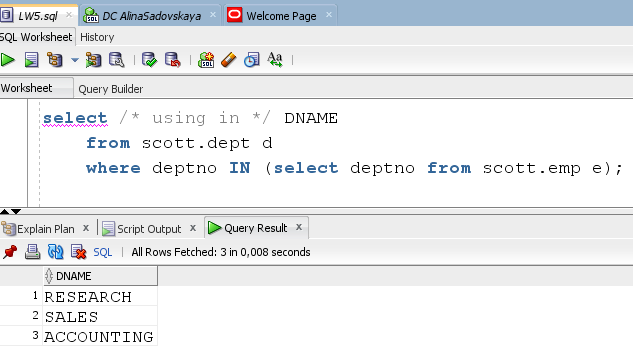 LW5.sql DC AlinaSadovskaya Welcome Page
SQL Worksheet History
Worksheet Query Builder
select /* using in */ DNAME
from scott.dept d
where deptno IN (select deptno from scott.emp e);
Explain Plan x Script Output x Query Result x
SQL | All Rows Fetched: 3 in 0,008 seconds
DNAME
1 RESEARCH
2 SALES
3 ACCOUNTING